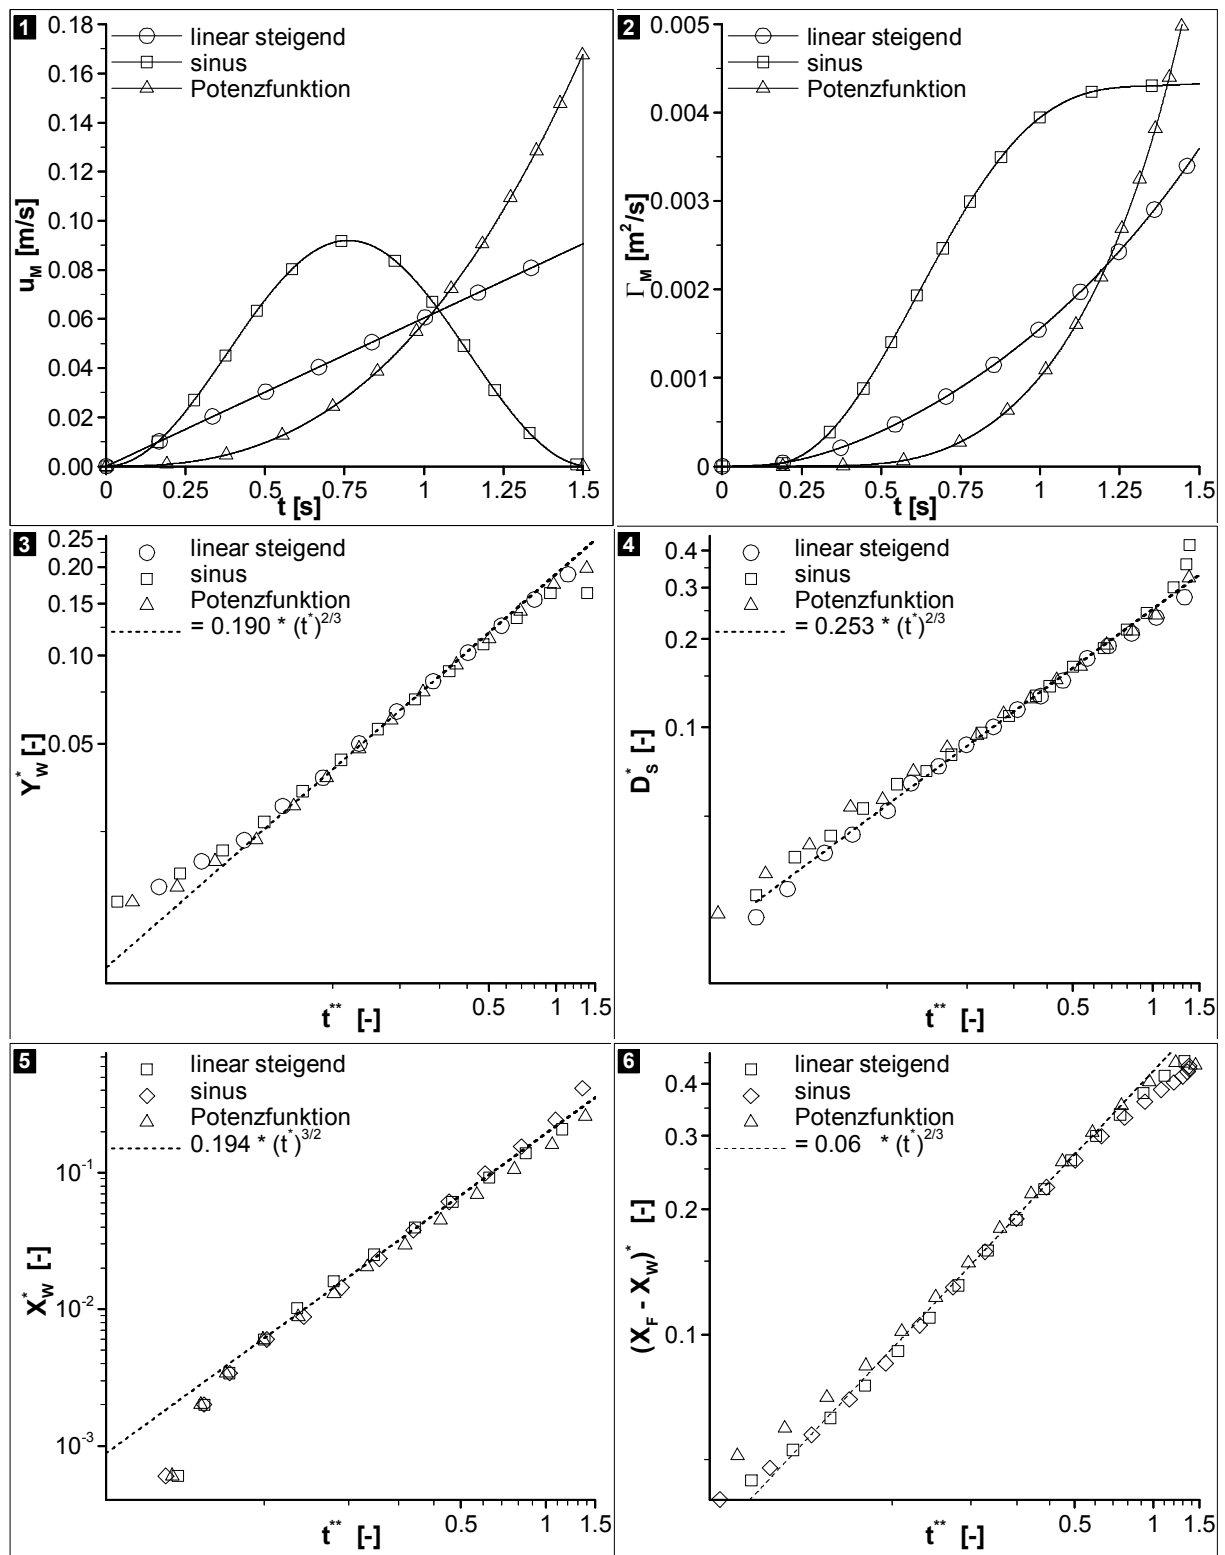 1
linear steigend
sinus
Potenzfunktion
0.18
0.16
0.14
0.12
0.10
0.08
0.06
0.04
0.02
0.00
u_M [m/s]
0 0.25 0.5 0.75 1 1.25 1.5
t [s]
2
linear steigend
sinus
Potenzfunktion
0.005
0.004
0.003
0.002
0.001
0.000
Γ_M [m²/s]
0 0.25 0.5 0.75 1 1.25 1.5
t [s]
3
linear steigend
sinus
Potenzfunktion
= 0.190 * (t^*)^{2/3}
0.25
0.20
0.15
0.10
0.05
Y_W^* [-]
0.5 1 1.5
t^{**} [-]
4
linear steigend
sinus
Potenzfunktion
= 0.253 * (t^*)^{2/3}
0.4
0.3
0.2
0.1
D_S^* [-]
0.5 1 1.5
t^{**} [-]
5
linear steigend
sinus
Potenzfunktion
0.194 * (t^*)^{3/2}
10^{-1}
10^{-2}
10^{-3}
X_W^* [-]
0.5 1 1.5
t^{**} [-]
6
linear steigend
sinus
Potenzfunktion
= 0.06 * (t^*)^{2/3}
0.4
0.3
0.2
0.1
(X_F - X_W)^* [-]
0.5 1 1.5
t^{**} [-]